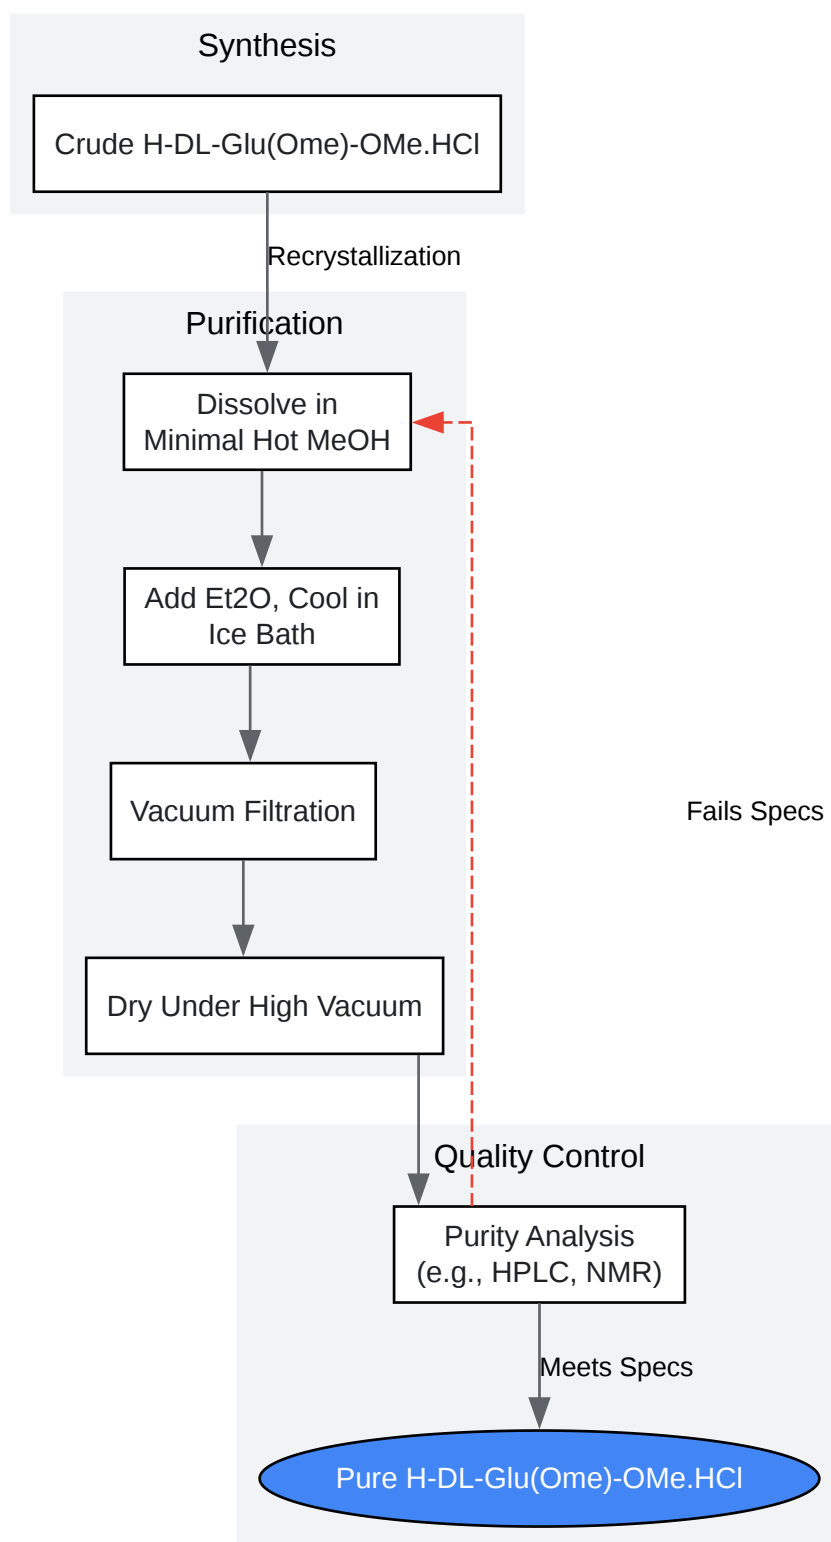 Synthesis
Crude H-DL-Glu(Ome)-OMe.HCl
Recrystallization
Purification
Dissolve in
Minimal Hot MeOH
Add Et2O, Cool in
Ice Bath
Vacuum Filtration
Fails Specs
Dry Under High Vacuum
Quality Control
Purity Analysis
(e.g., HPLC, NMR)
Meets Specs
Pure H-DL-Glu(Ome)-OMe.HCl